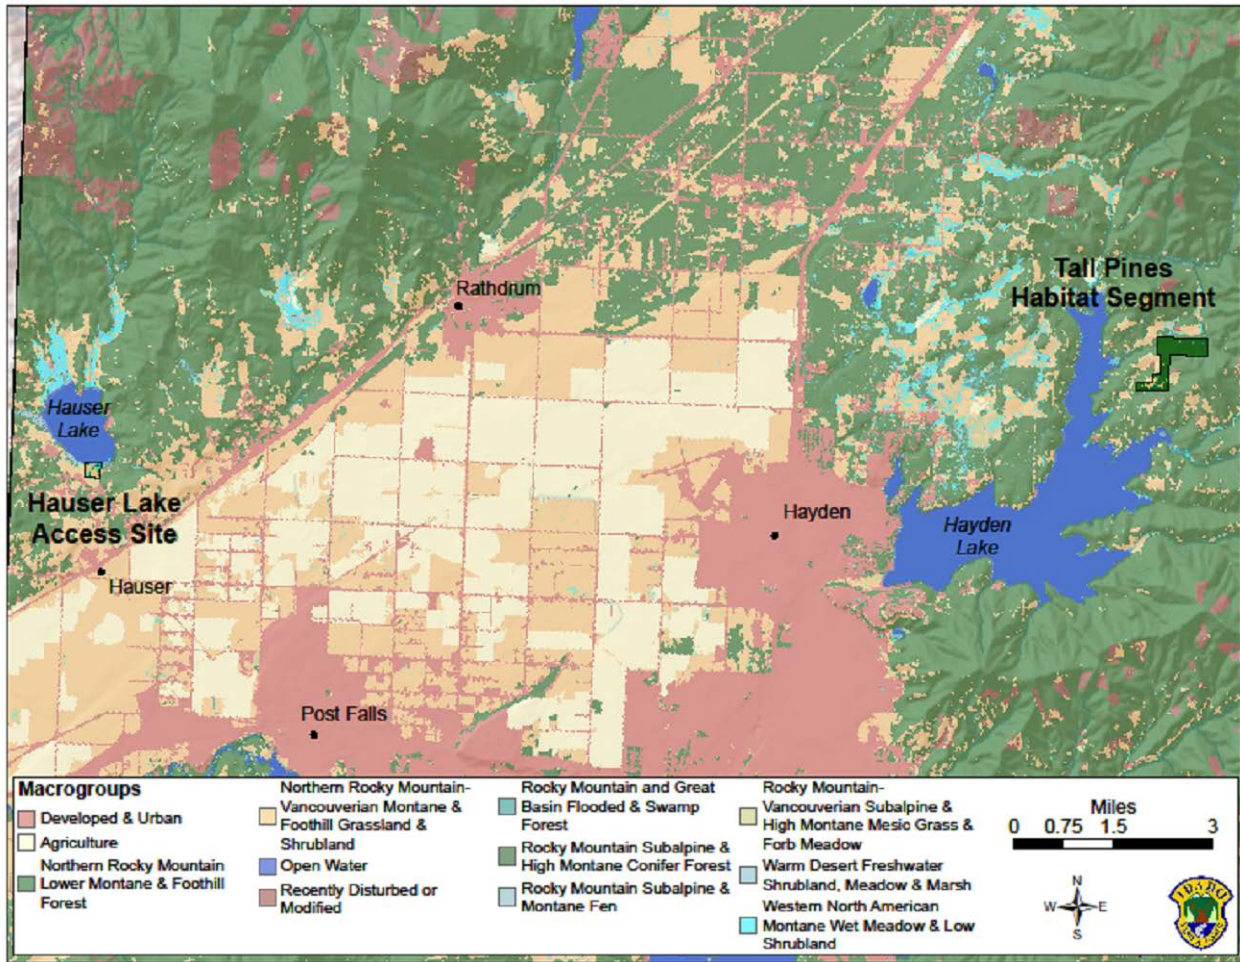 Tall Pines
Habitat Segment
Rathdrum
Hauser
Lake
Hauser Lake
Access Site
Hayden
Hayden
Lake
Hauser
Post Falls
Macrogroups
Developed & Urban
Agriculture
Northern Rocky Mountain
Lower Montane & Foothill
Forest
Northern Rocky Mountain-
Vancouverian Montane &
Foothill Grassland &
Shrubland
Open Water
Recently Disturbed or
Modified
Rocky Mountain and Great
Basin Flooded & Swamp
Forest
Rocky Mountain Subalpine &
High Montane Conifer Forest
Rocky Mountain Subalpine &
Montane Fen
Rocky Mountain-
Vancouverian Subalpine &
High Montane Mesic Grass &
Forb Meadow
Warm Desert Freshwater
Shrubland, Meadow & Marsh
Western North American
Montane Wet Meadow & Low
Shrubland
Miles
0 0.75 1.5 3
N
W E
S
IDAHO